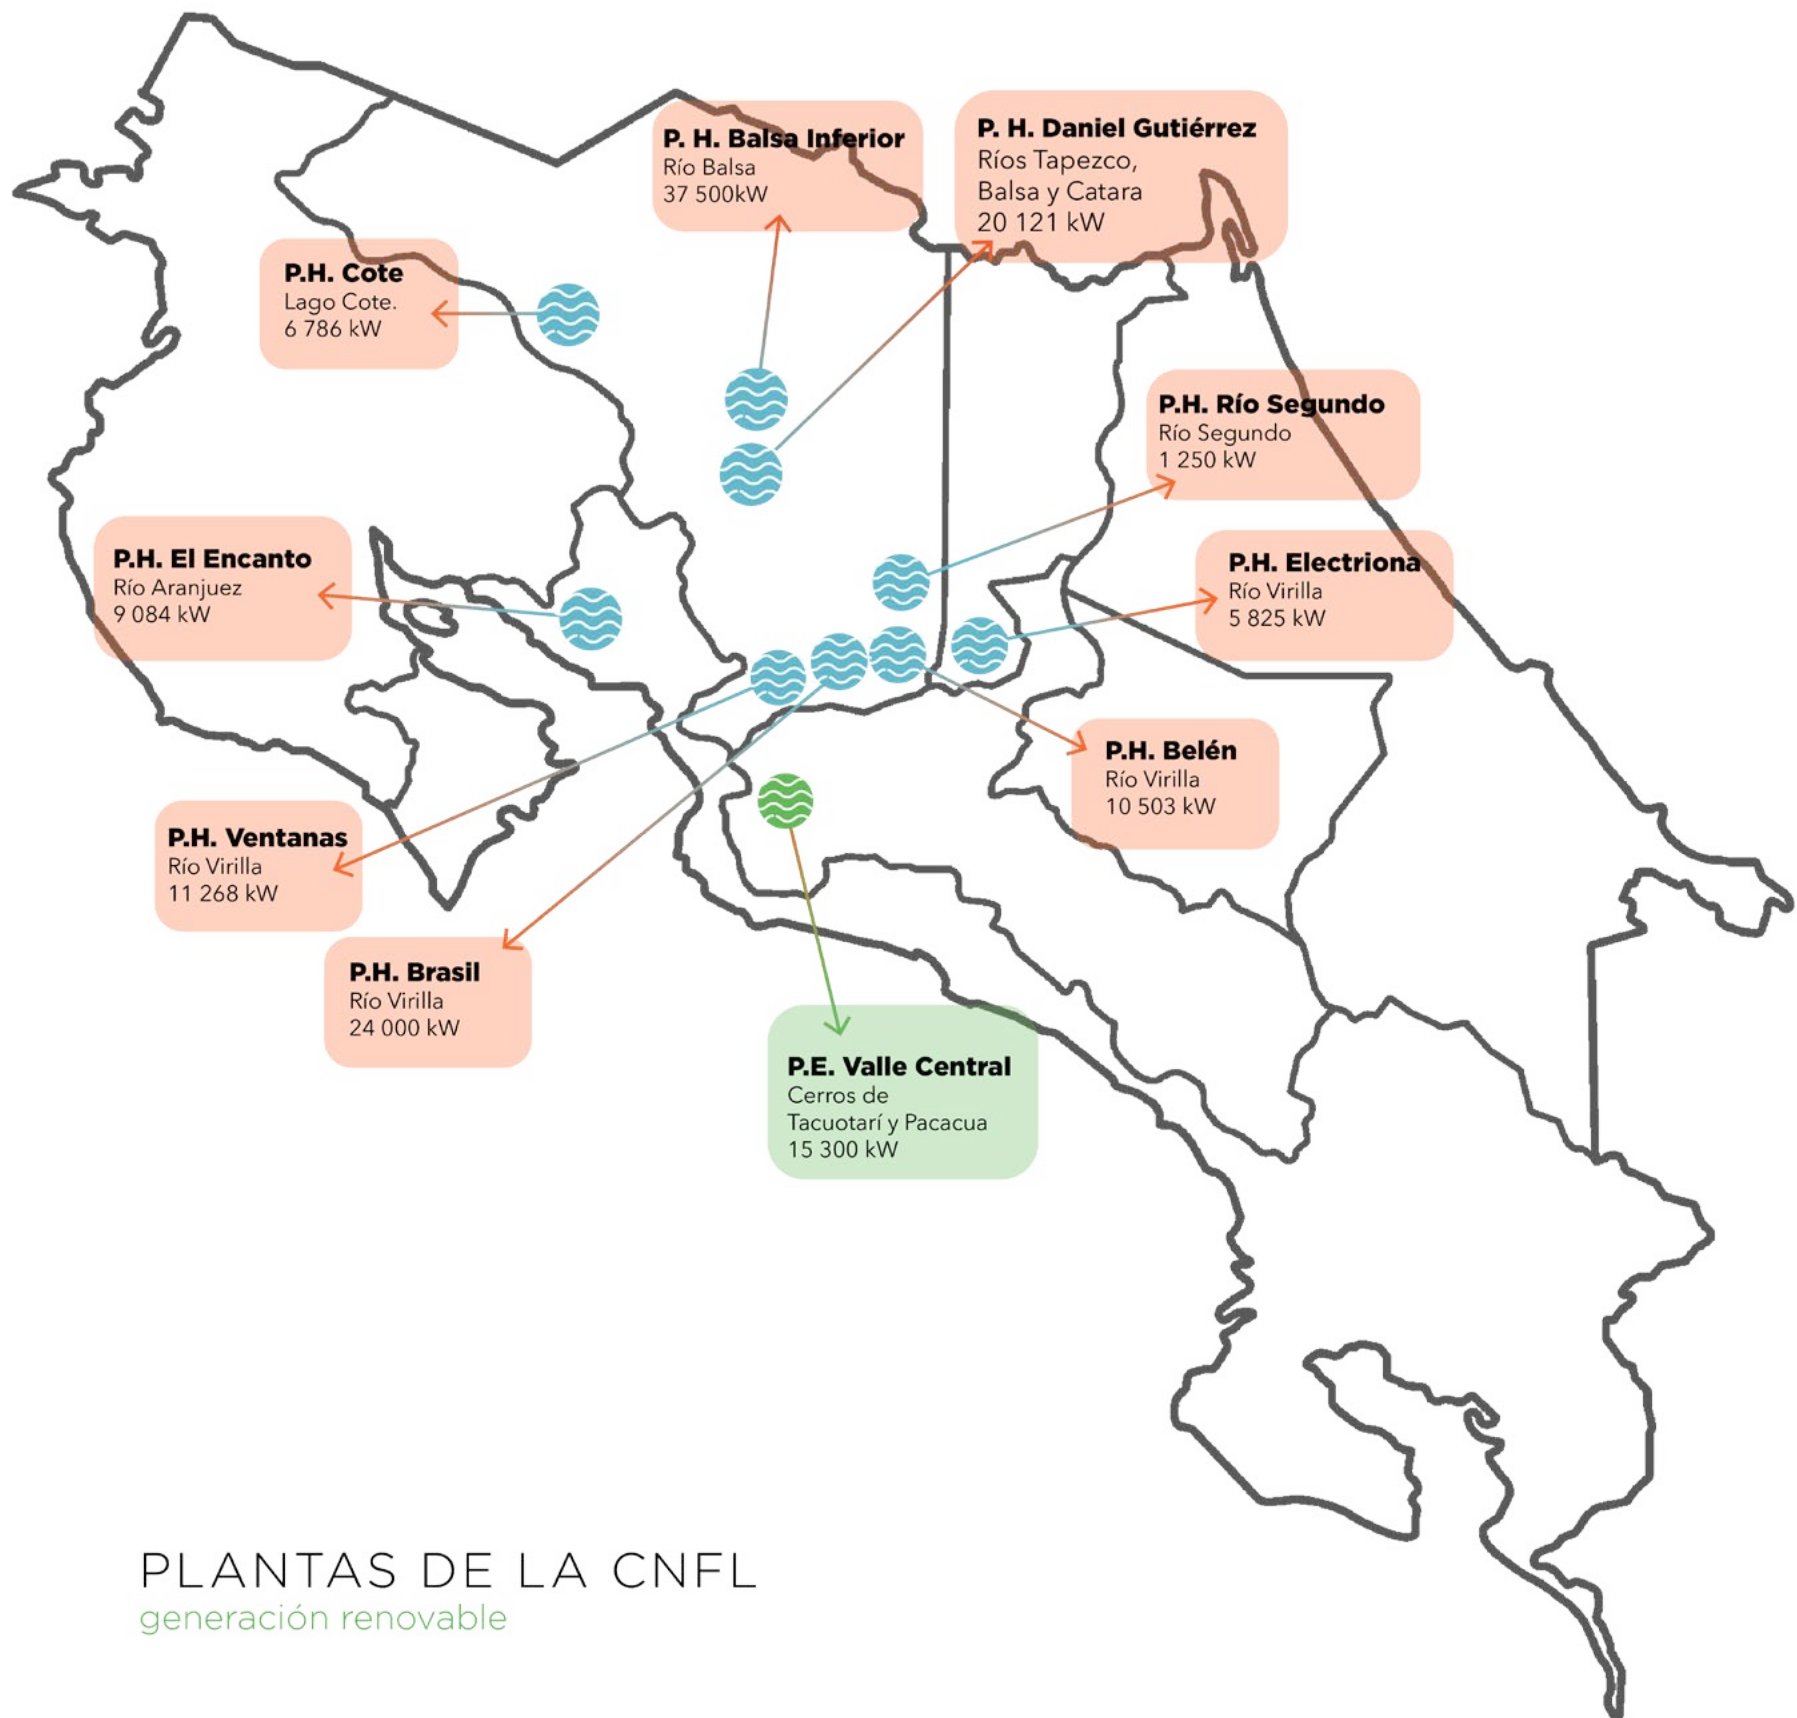 P. H. Balsa Inferior
Río Balsa
37 500kW
P. H. Daniel Gutiérrez
Ríos Tapezco,
Balsa y Catara
20 121 kW
P.H. Cote
Lago Cote.
6 786 kW
P.H. Río Segundo
Río Segundo
1 250 kW
P.H. El Encanto
Río Aranjuez
9 084 kW
P.H. Electriona
Río Virilla
5 825 kW
P.H. Belén
Río Virilla
10 503 kW
P.H. Ventanas
Río Virilla
11 268 kW
P.H. Brasil
Río Virilla
24 000 kW
P.E. Valle Central
Cerros de
Tacuotarí y Pacacua
15 300 kW
PLANTAS DE LA CNFL
generación renovable